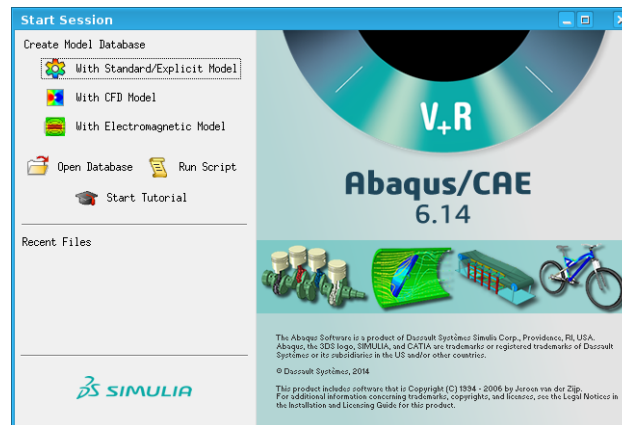 Start Session
Create Model Database
With Standard/Explicit Model
With CFD Model
With Electromagnetic Model
Open Database
Run Script
Start Tutorial
Recent Files
SIMULIA
V+R
Abaqus/CAE
6.14
The Abaqus Software is a product of Dassault Systèmes Simulia Corp., Providence, RI, USA.
Abaqus, the 3DS logo, SIMULIA, and CATIA are trademarks or registered trademarks of Dassault
Systèmes or its subsidiaries in the US and/or other countries.
© Dassault Systèmes, 2014
This product includes software that is Copyright (C) 1994 - 2006 by Jeroen van der Zijp.
For additional information concerning trademarks, copyrights, and licenses, see the Legal Notices in
the Installation and Licensing Guide for this product.